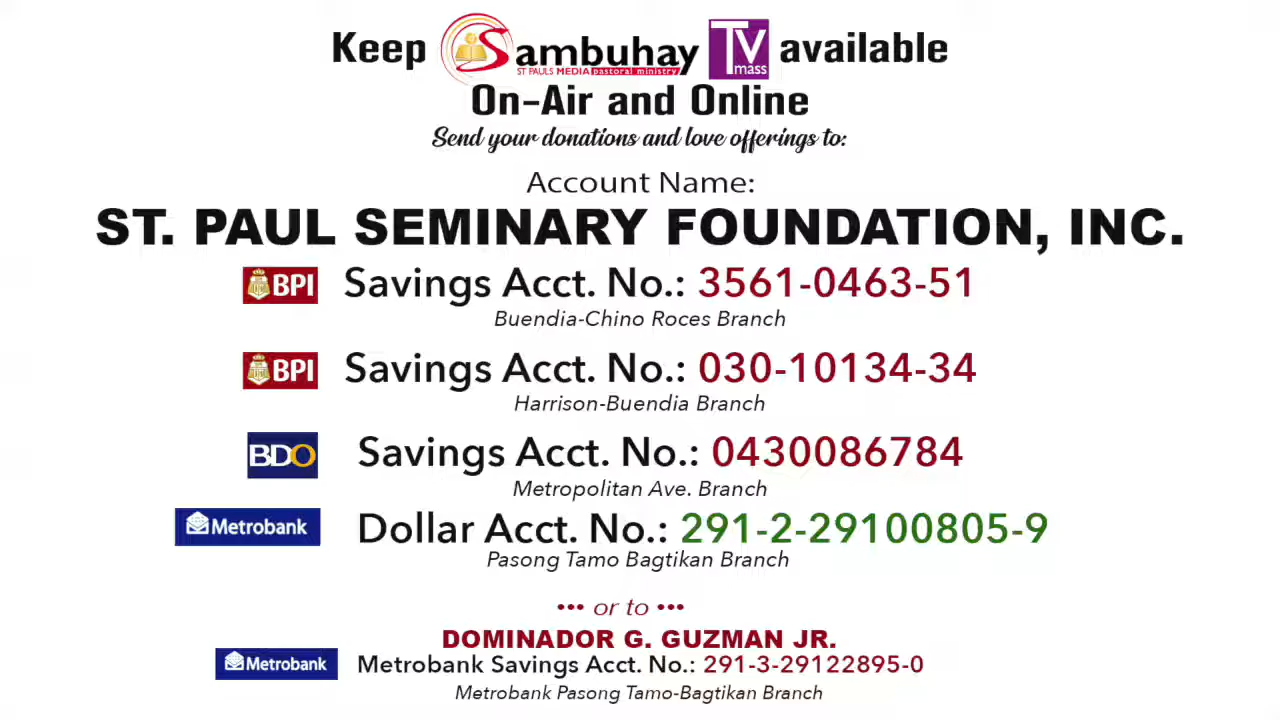 Keep Sambuhay TV mass available
ST PAULS MEDIA pastoral ministry
On-Air and Online
Send your donations and love offerings to:
Account Name:
ST. PAUL SEMINARY FOUNDATION, INC.
BPI Savings Acct. No.: 3561-0463-51
Buendia-Chino Roces Branch
BPI Savings Acct. No.: 030-10134-34
Harrison-Buendia Branch
BDO Savings Acct. No.: 0430086784
Metropolitan Ave. Branch
Metrobank Dollar Acct. No.: 291-2-29100805-9
Pasong Tamo Bagtikan Branch
••• or to •••
DOMINADOR G. GUZMAN JR.
Metrobank Metrobank Savings Acct. No.: 291-3-29122895-0
Metrobank Pasong Tamo-Bagtikan Branch